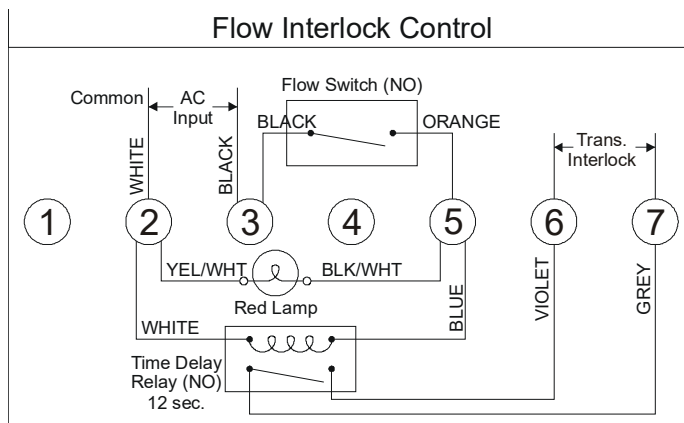 Flow Interlock Control
Flow Switch (NO)
Common
AC
Input
BLACK
ORANGE
Trans.
Interlock
WHITE
BLACK
1
2
3
4
5
6
7
YEL/WHT
BLK/WHT
Red Lamp
BLUE
VIOLET
GREY
WHITE
Time Delay
Relay (NO)
12 sec.